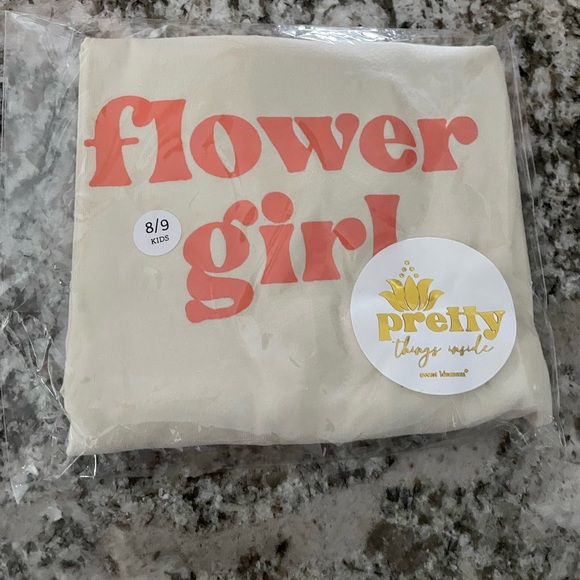 flower
girl
8/9
KIDS
pretty
things inside